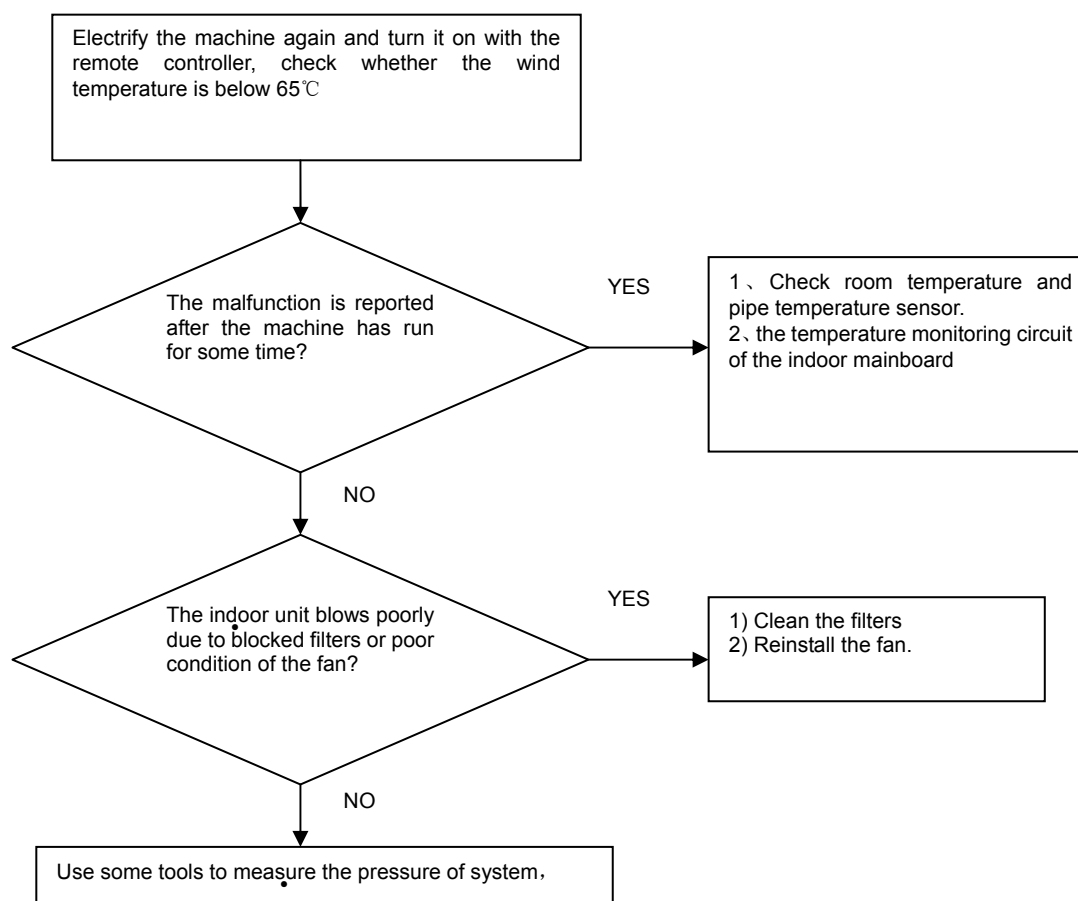 Electrify the machine again and turn it on with the
remote controller, check whether the wind
temperature is below 65℃
The malfunction is reported
after the machine has run
for some time?
YES
1、Check room temperature and
pipe temperature sensor.
2、the temperature monitoring circuit
of the indoor mainboard
NO
The indoor unit blows poorly
due to blocked filters or poor
condition of the fan?
YES
1) Clean the filters
2) Reinstall the fan.
NO
Use some tools to measure the pressure of system，